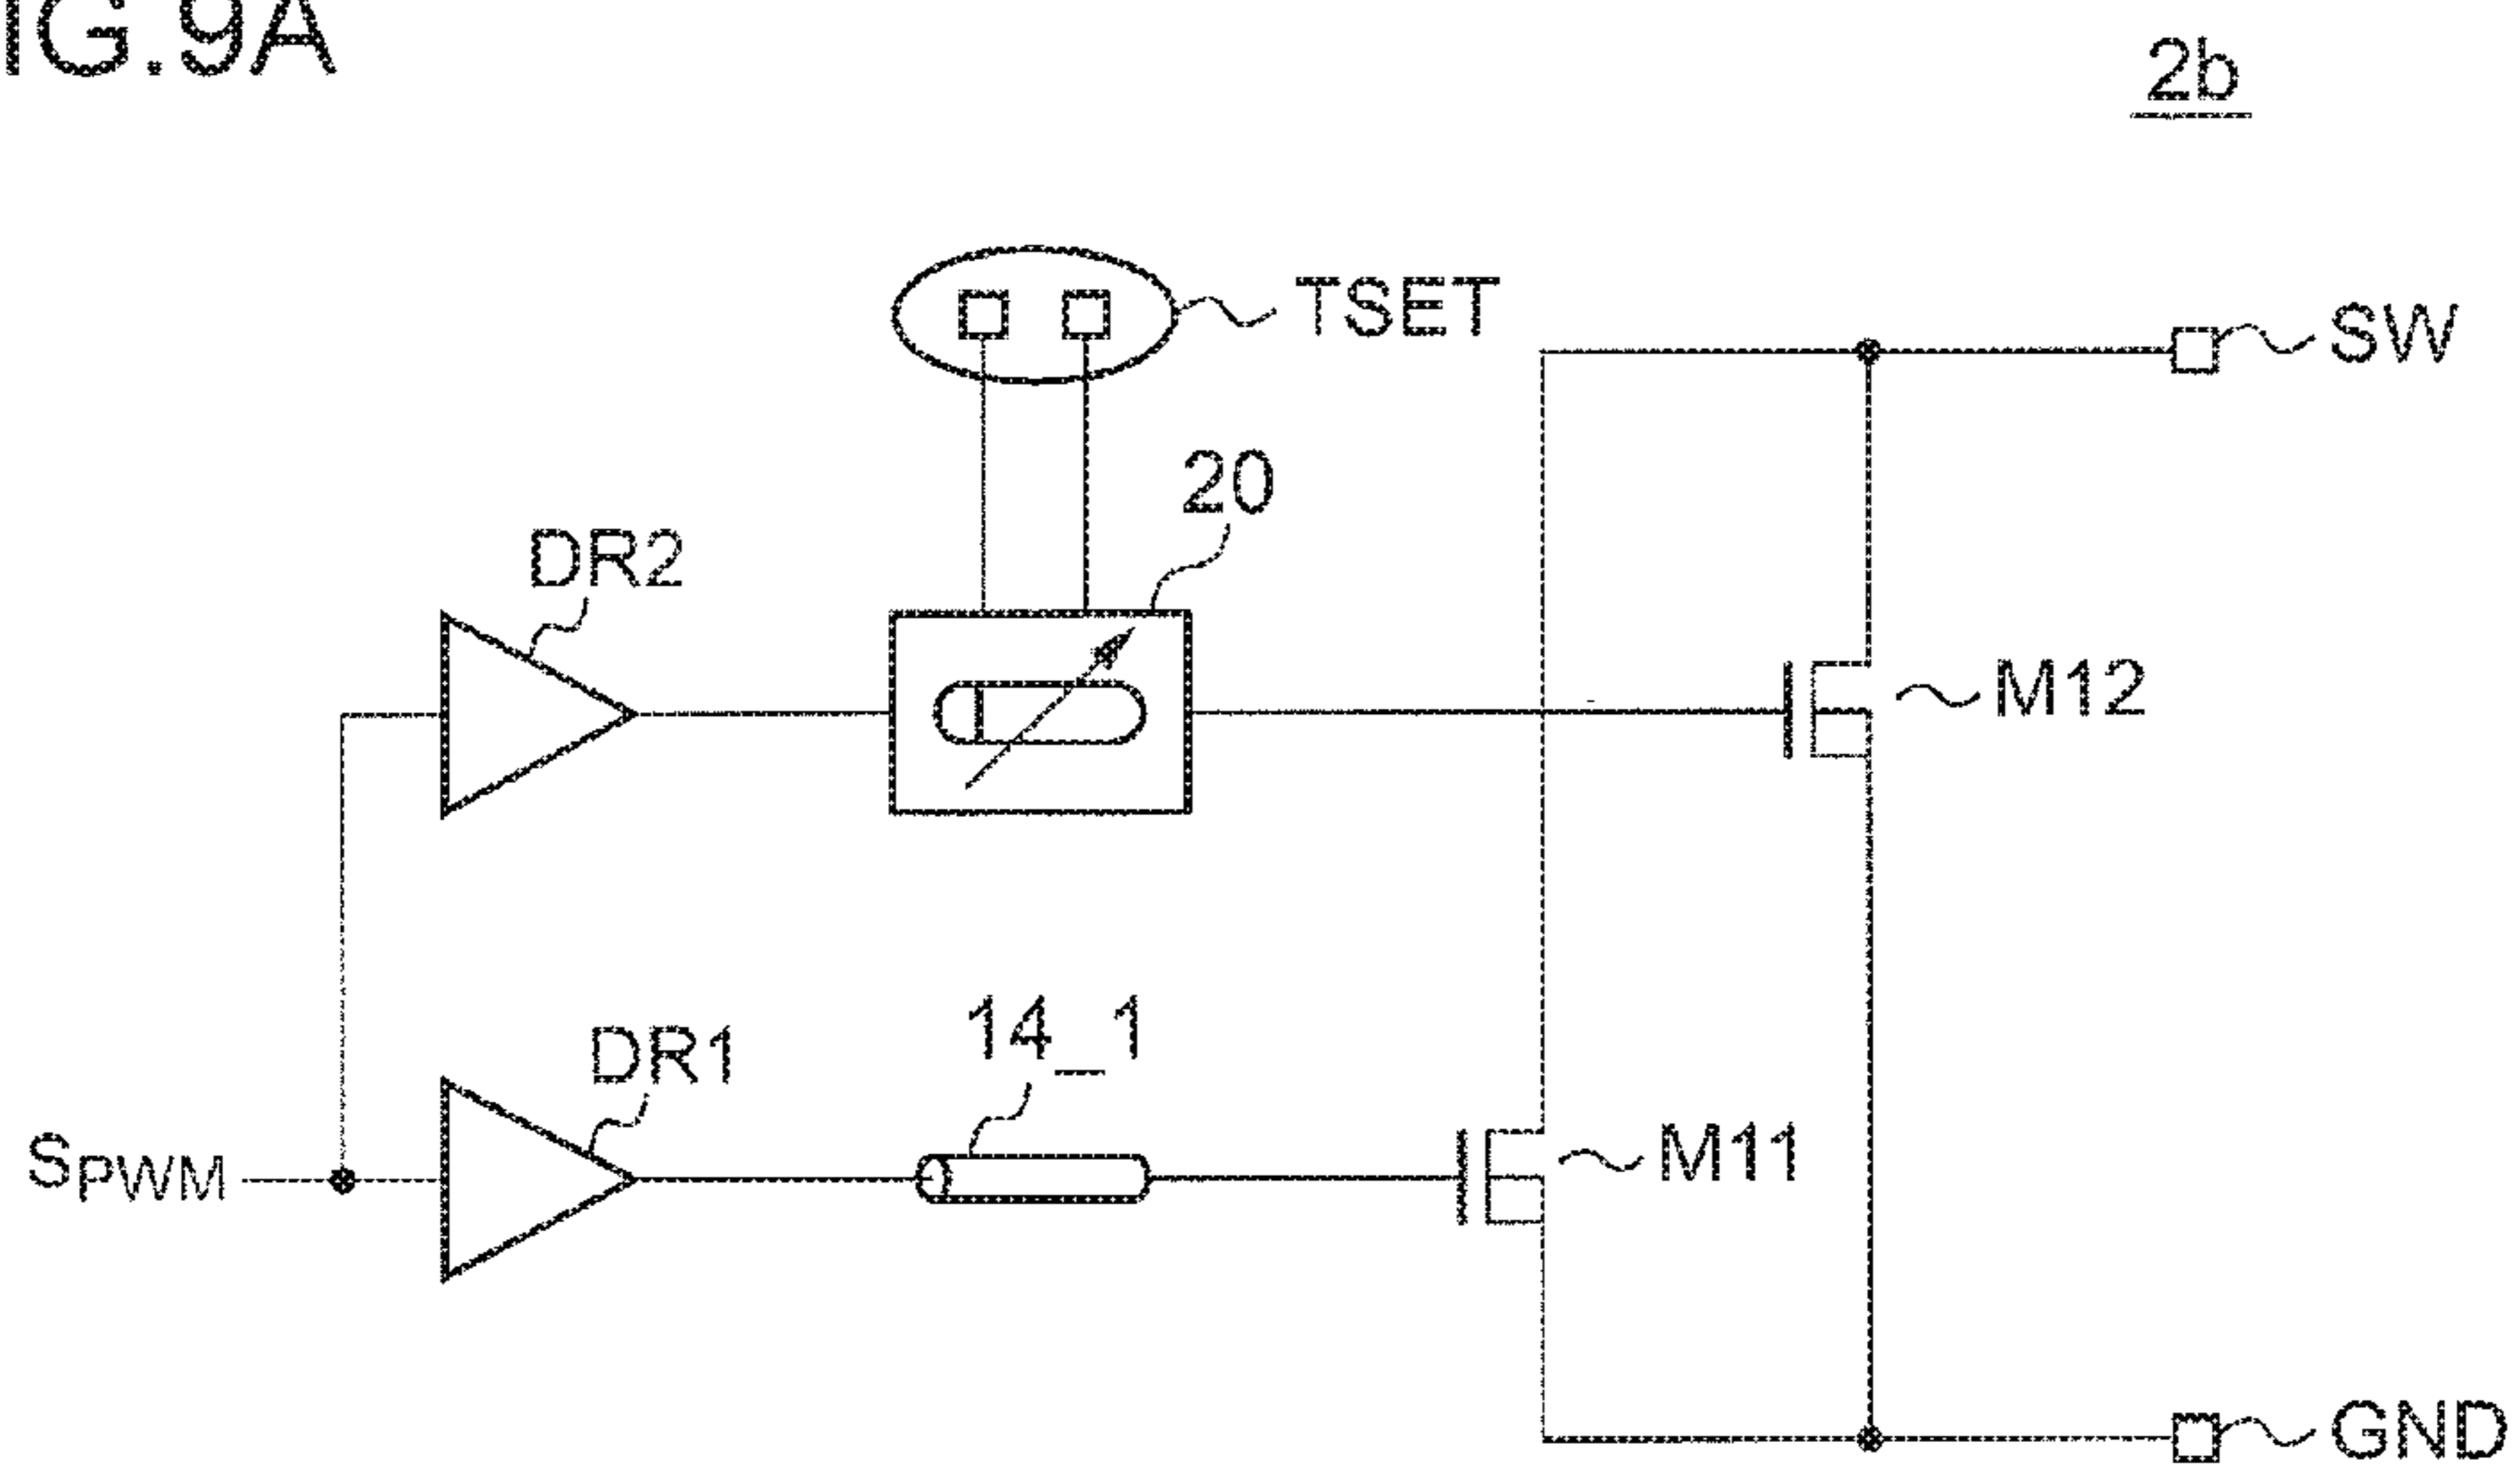 IG.9A
2b
TSET
SW
20
DR2
M12
14_1
DR1
M11
SPWM
GND